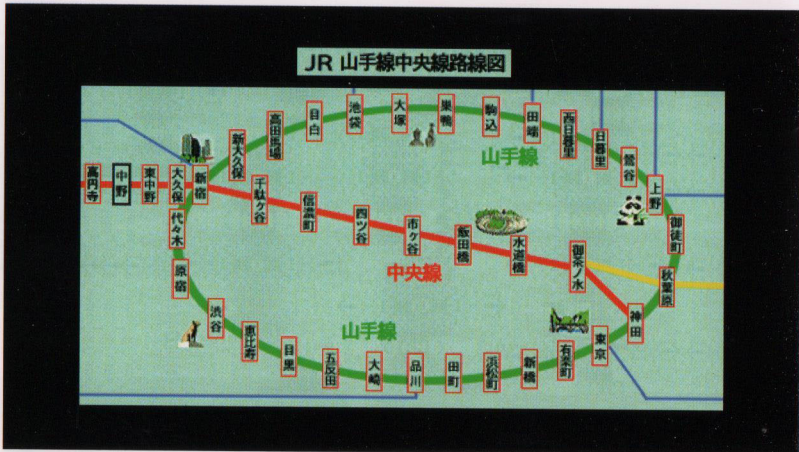 JR 山手線中央線路線図
新大久保
高田馬場
目白
池袋
大塚
巣鴨
駒込
田端
西日暮里
日暮里
鶯谷
上野
御徒町
秋葉原
神田
東京
有楽町
新橋
浜松町
田町
品川
大崎
五反田
目黒
恵比寿
渋谷
原宿
代々木
新宿
大久保
東中野
中野
高円寺
千駄ケ谷
信濃町
四ツ谷
市ケ谷
飯田橋
水道橋
御茶ノ水
山手線
中央線
山手線